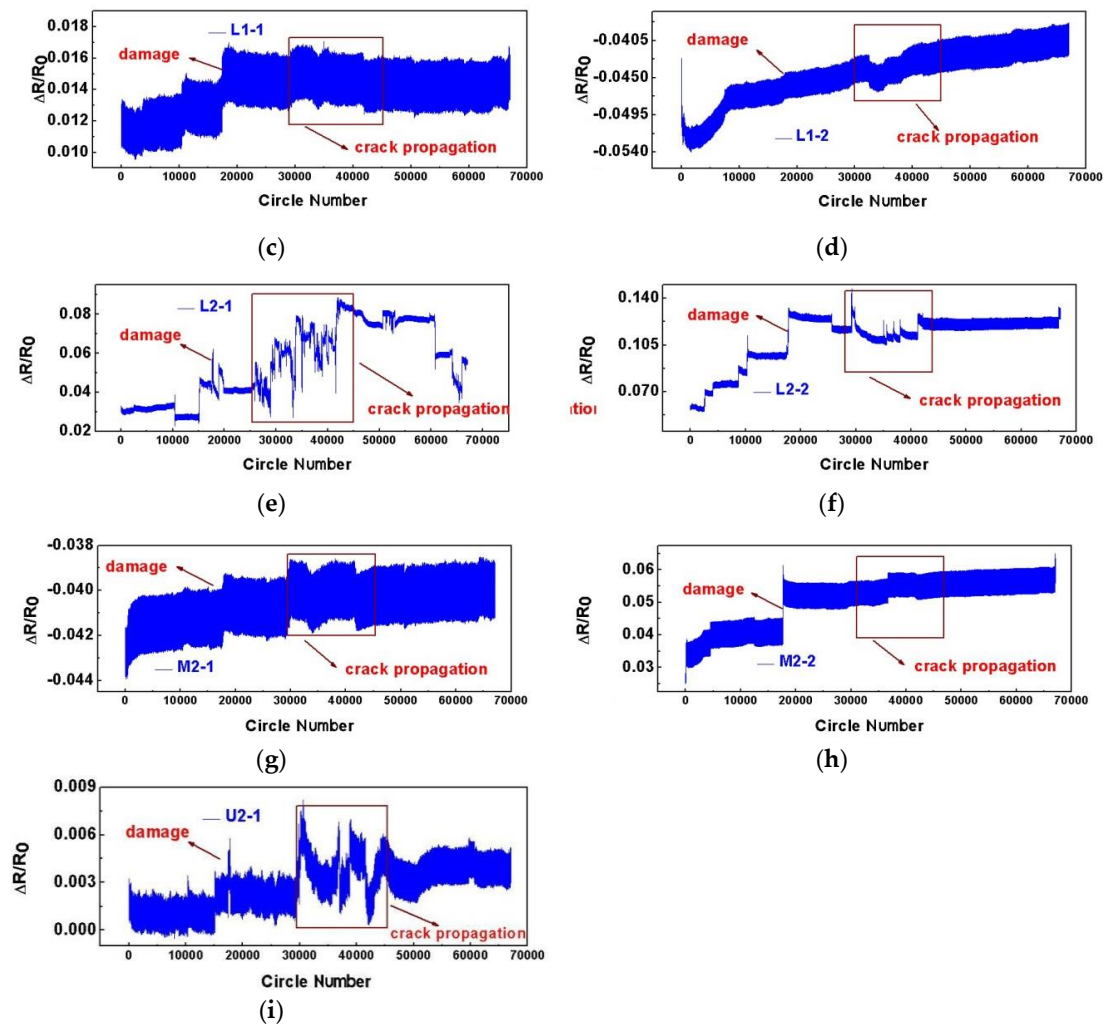 L1-1
damage
crack propagation
ΔR/R0
0.018
0.016
0.014
0.012
0.010
0 10000 20000 30000 40000 50000 60000 70000
Circle Number
(c)
L1-2
damage
crack propagation
ΔR/R0
-0.0405
-0.0450
-0.0495
-0.0540
0 10000 20000 30000 40000 50000 60000 70000
Circle Number
(d)
L2-1
damage
crack propagation
ΔR/R0
0.08
0.06
0.04
0.02
0 10000 20000 30000 40000 50000 60000 70000
Circle Number
(e)
L2-2
damage
crack propagation
ation
ΔR/R0
0.140
0.105
0.070
0 10000 20000 30000 40000 50000 60000 70000
Circle Number
(f)
M2-1
damage
crack propagation
ΔR/R0
-0.038
-0.040
-0.042
-0.044
0 10000 20000 30000 40000 50000 60000 70000
Circle Number
(g)
M2-2
damage
crack propagation
ΔR/R0
0.06
0.05
0.04
0.03
0 10000 20000 30000 40000 50000 60000 70000
Circle Number
(h)
U2-1
damage
crack propagation
ΔR/R0
0.009
0.006
0.003
0.000
0 10000 20000 30000 40000 50000 60000 70000
Circle Number
(i)